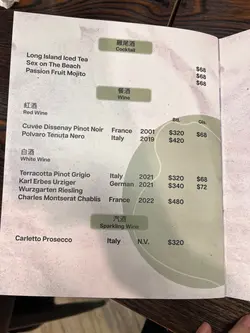 雞尾酒
Cocktail
Long Island Iced Tea $68
Sex on The Beach $68
Passion Fruit Mojito $68
餐酒
Wine
紅酒 Btl. Gls.
Red Wine
Cuvée Dissenay Pinot Noir France 2001 $320 $68
Polvaro Tenuta Nero Italy 2019 $420
白酒
White Wine
Terracotta Pinot Grigio Italy 2021 $320 $68
Karl Erbes Urziger German 2021 $340 $72
Wurzgarten Riesling
Charles Montserat Chablis France 2022 $480
汽酒
Sparkling Wine
Carletto Prosecco Italy N.V. $320